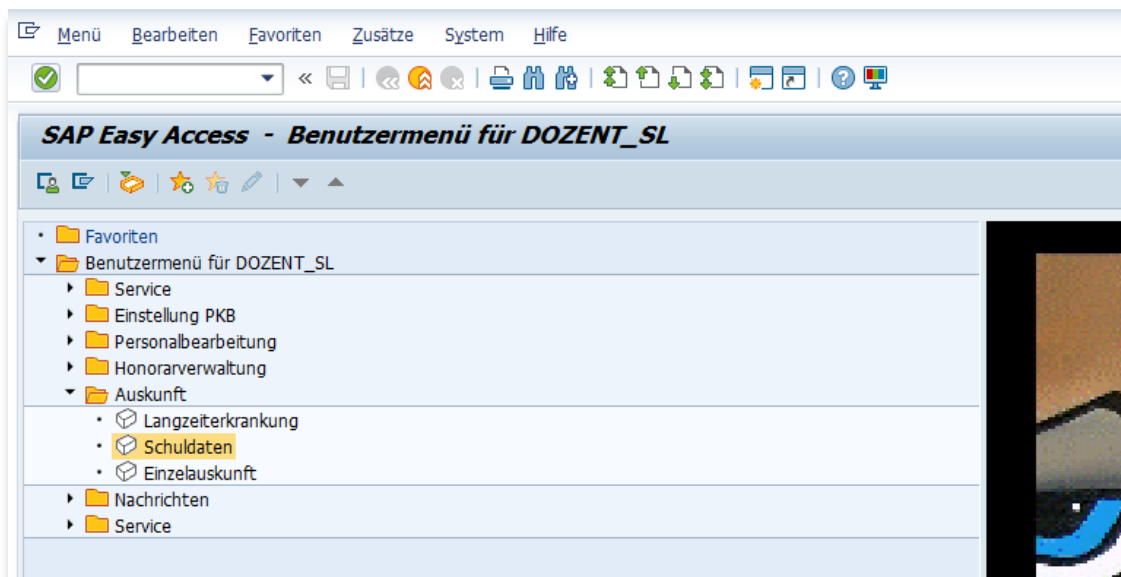 Menü Bearbeiten Favoriten Zusätze System Hilfe
SAP Easy Access - Benutzermenü für DOZENT_SL
Favoriten
Benutzermenü für DOZENT_SL
Service
Einstellung PKB
Personalbearbeitung
Honorarverwaltung
Auskunft
Langzeiterkrankung
Schuldaten
Einzelauskunft
Nachrichten
Service